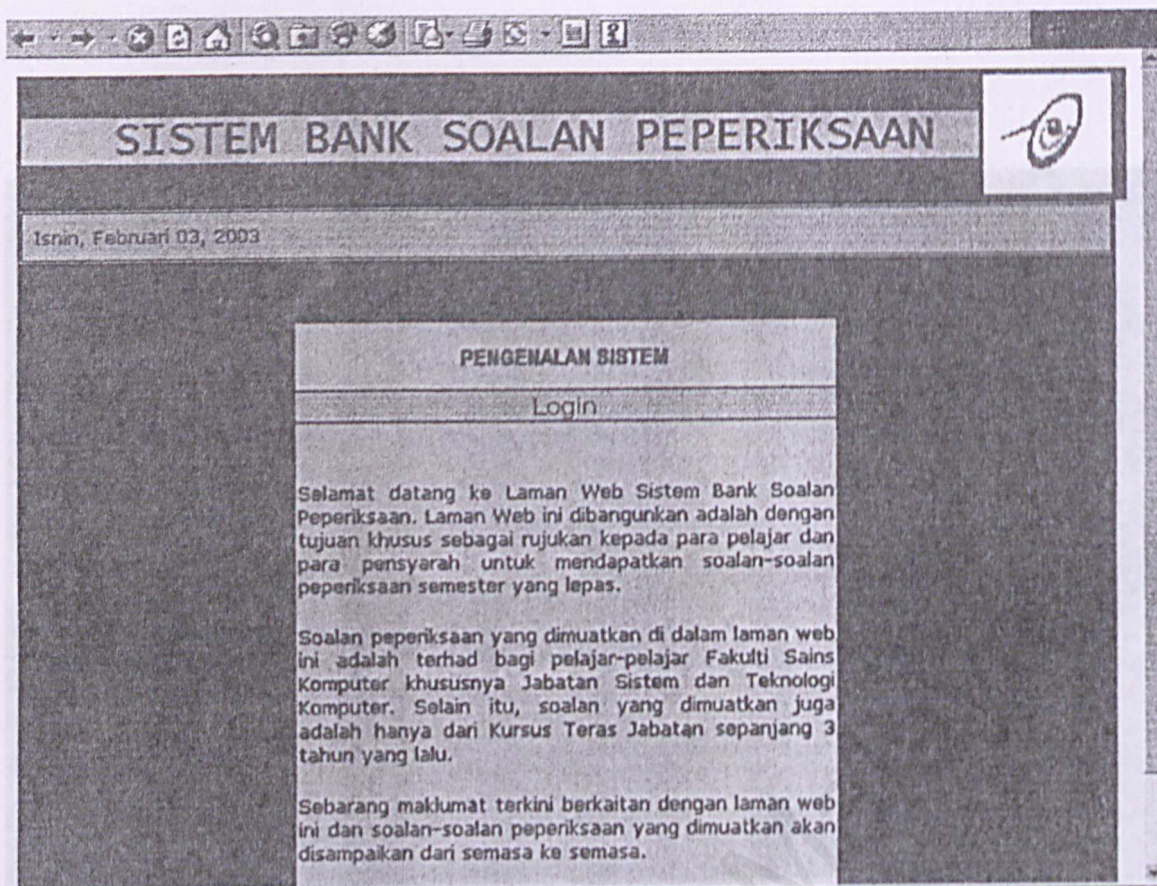 SISTEM BANK SOALAN PEPERIKSAAN
Isnin, Februari 03, 2003
PENGENALAN SISTEM
Login
Selamat datang ke Laman Web Sistem Bank Soalan
Peperiksaan. Laman Web ini dibangunkan adalah dengan
tujuan khusus sebagai rujukan kepada para pelajar dan
para pensyarah untuk mendapatkan soalan-soalan
peperiksaan semester yang lepas.
Soalan peperiksaan yang dimuatkan di dalam laman web
ini adalah terhad bagi pelajar-pelajar Fakulti Sains
Komputer khususnya Jabatan Sistem dan Teknologi
Komputer. Selain itu, soalan yang dimuatkan juga
adalah hanya dari Kursus Teras Jabatan sepanjang 3
tahun yang lalu.
Sebarang maklumat terkini berkaitan dengan laman web
ini dan soalan-soalan peperiksaan yang dimuatkan akan
disampaikan dari semasa ke semasa.